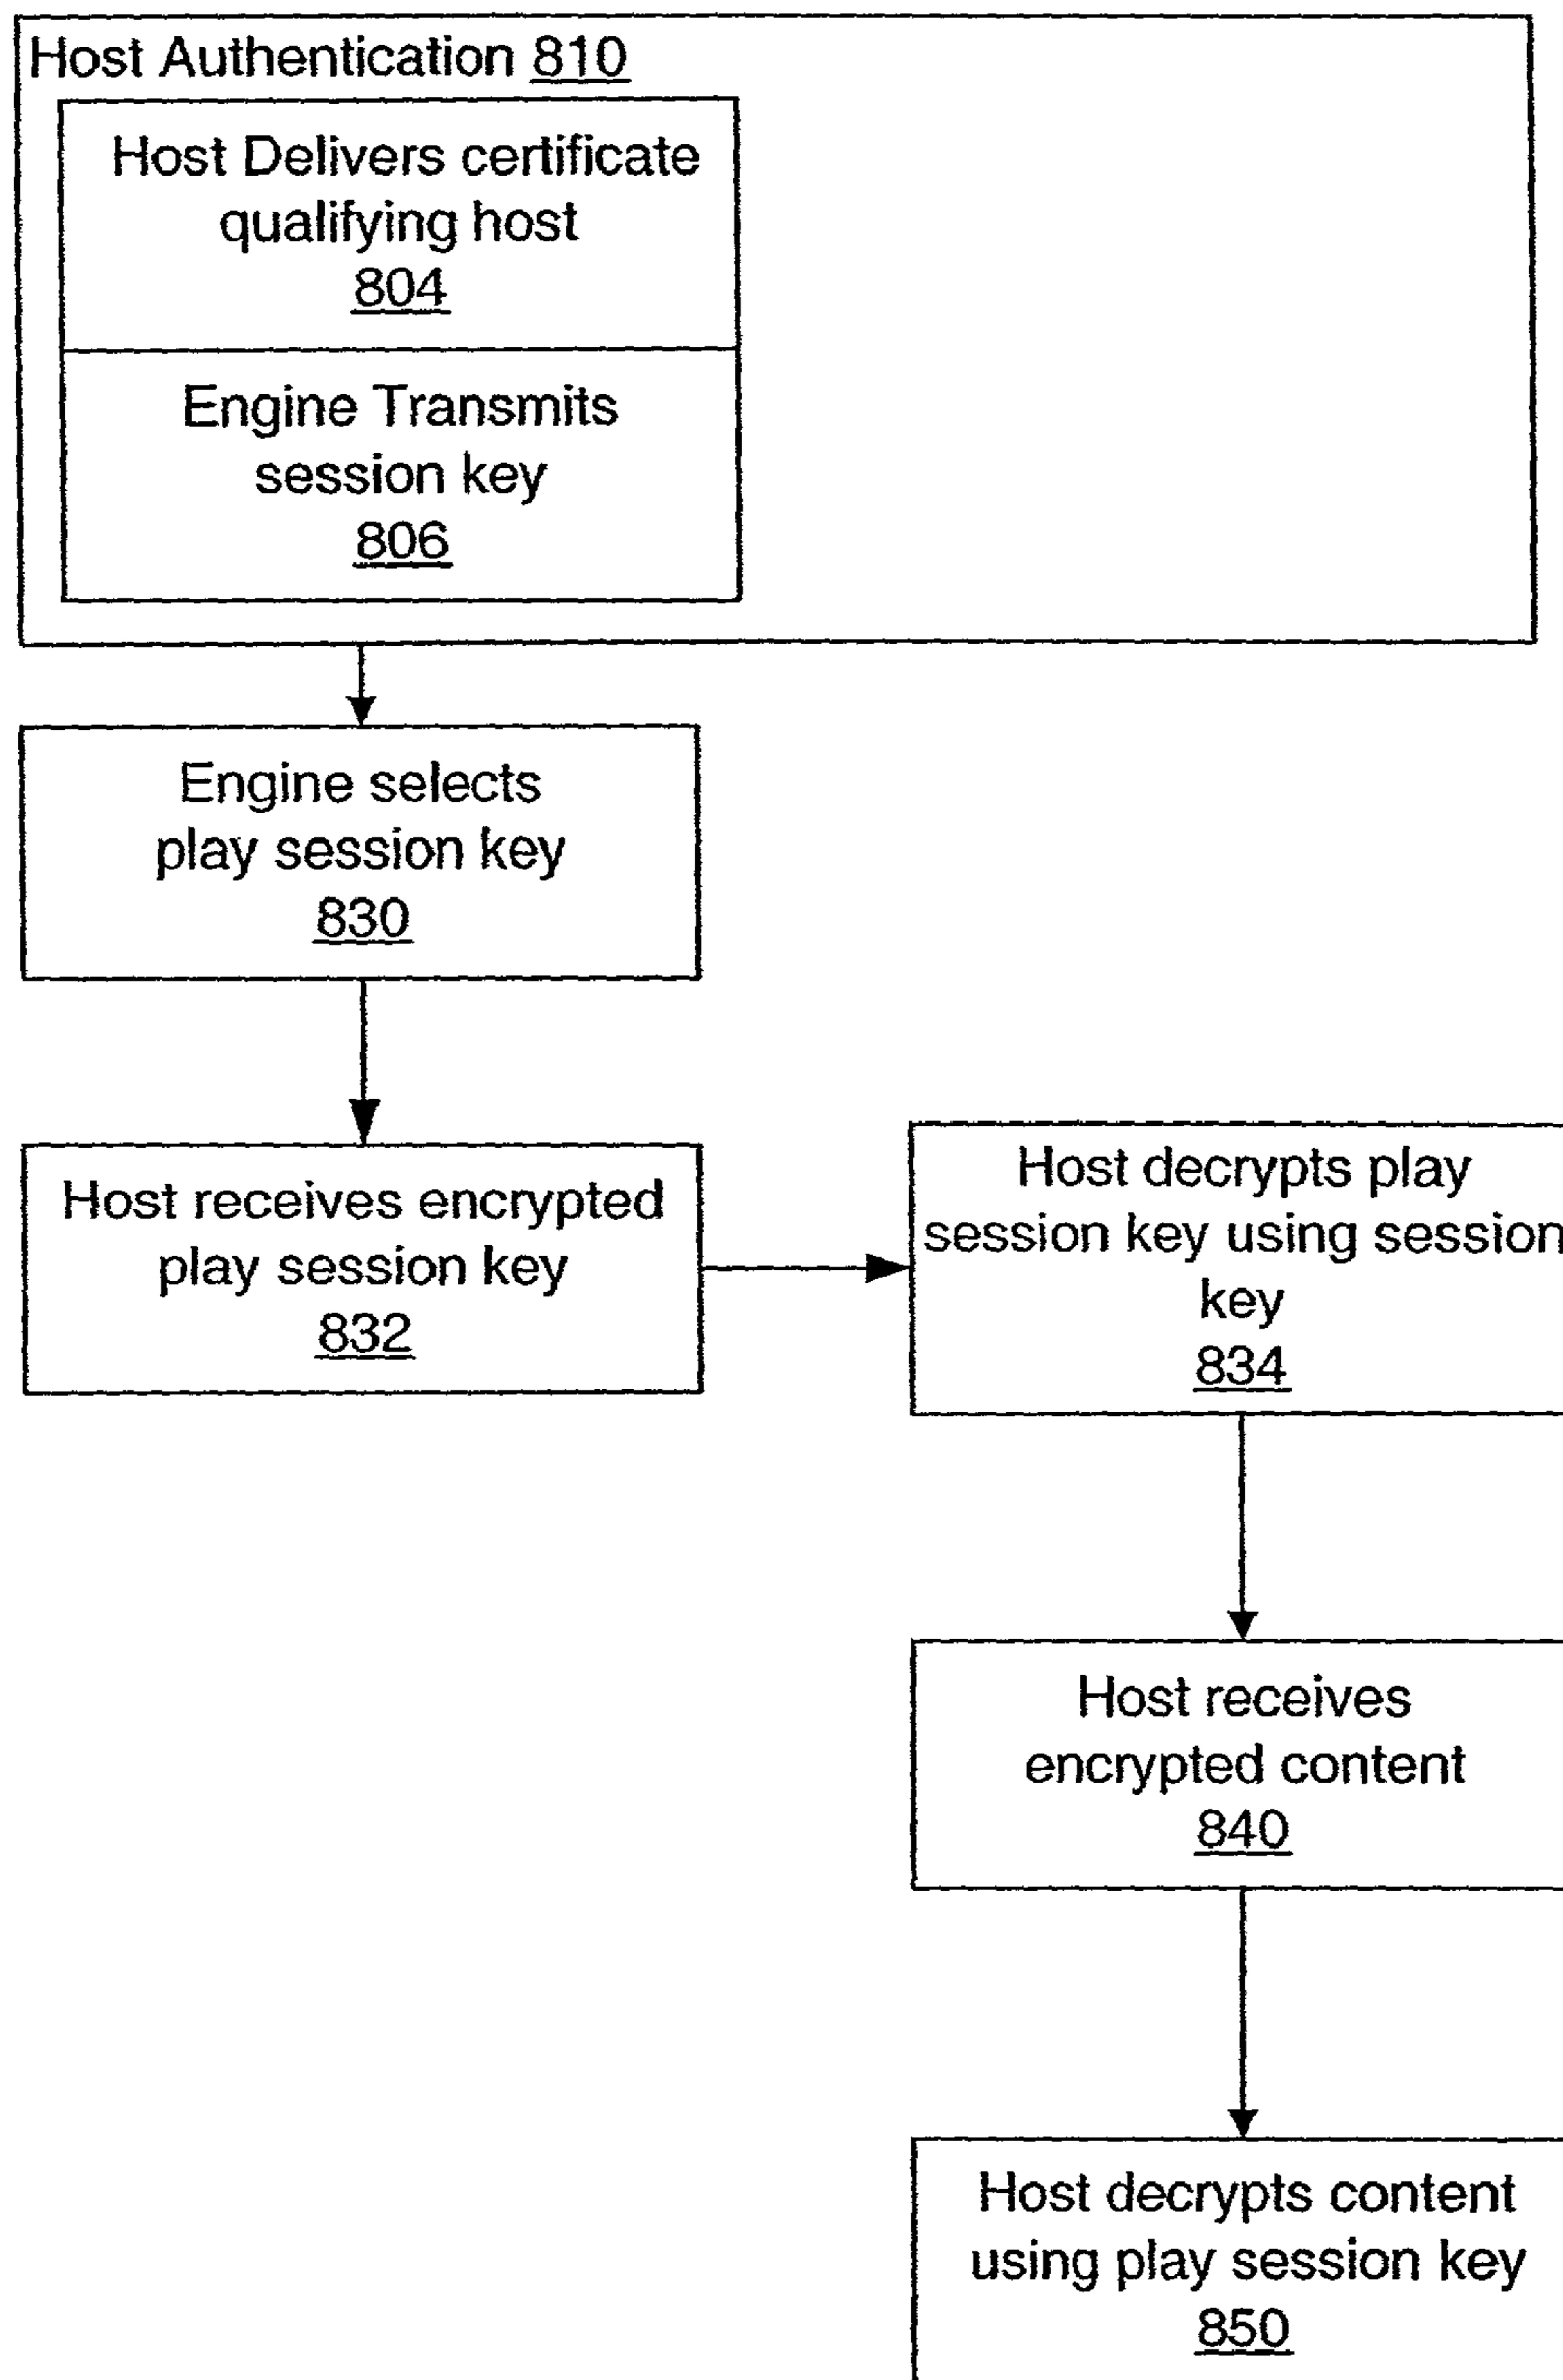 Host Authentication 810
Host Delivers certificate
qualifying host
804
Engine Transmits
session key
806
Engine selects
play session key
830
Host receives encrypted
play session key
832
Host decrypts play
session key using session
key
834
Host receives
encrypted content
840
Host decrypts content
using play session key
850